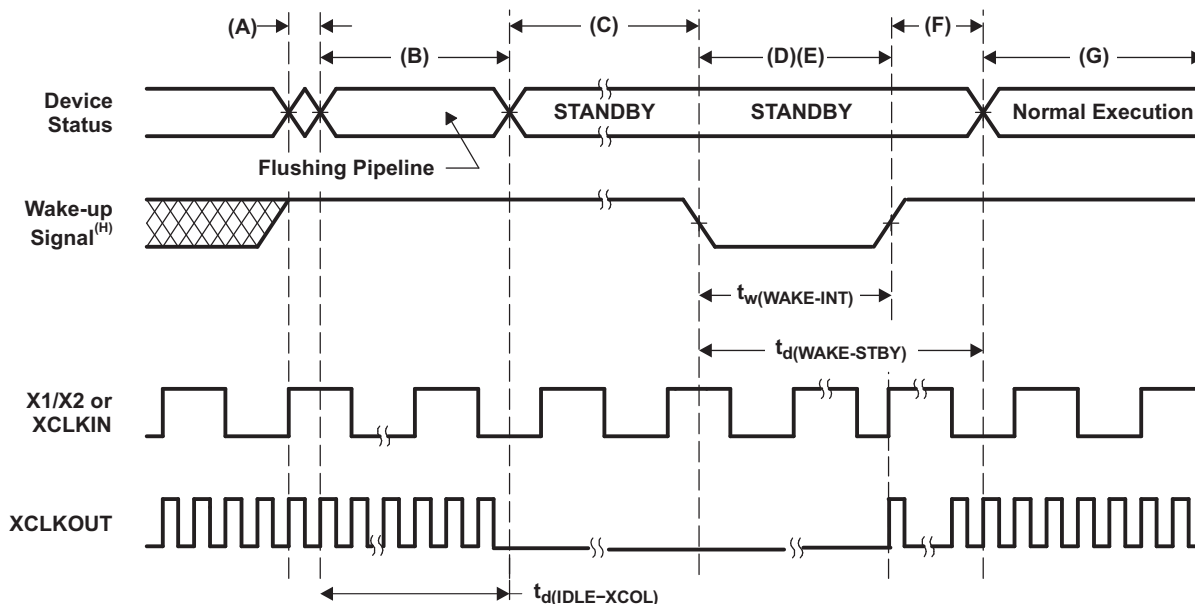 (A)
(C)
(F)
(B)
(D)(E)
(G)
Device
Status
STANDBY
STANDBY
Normal Execution
Flushing Pipeline
Wake-up
Signal(H)
tw(WAKE-INT)
td(WAKE-STBY)
X1/X2 or
XCLKIN
XCLKOUT
td(IDLE−XCOL)